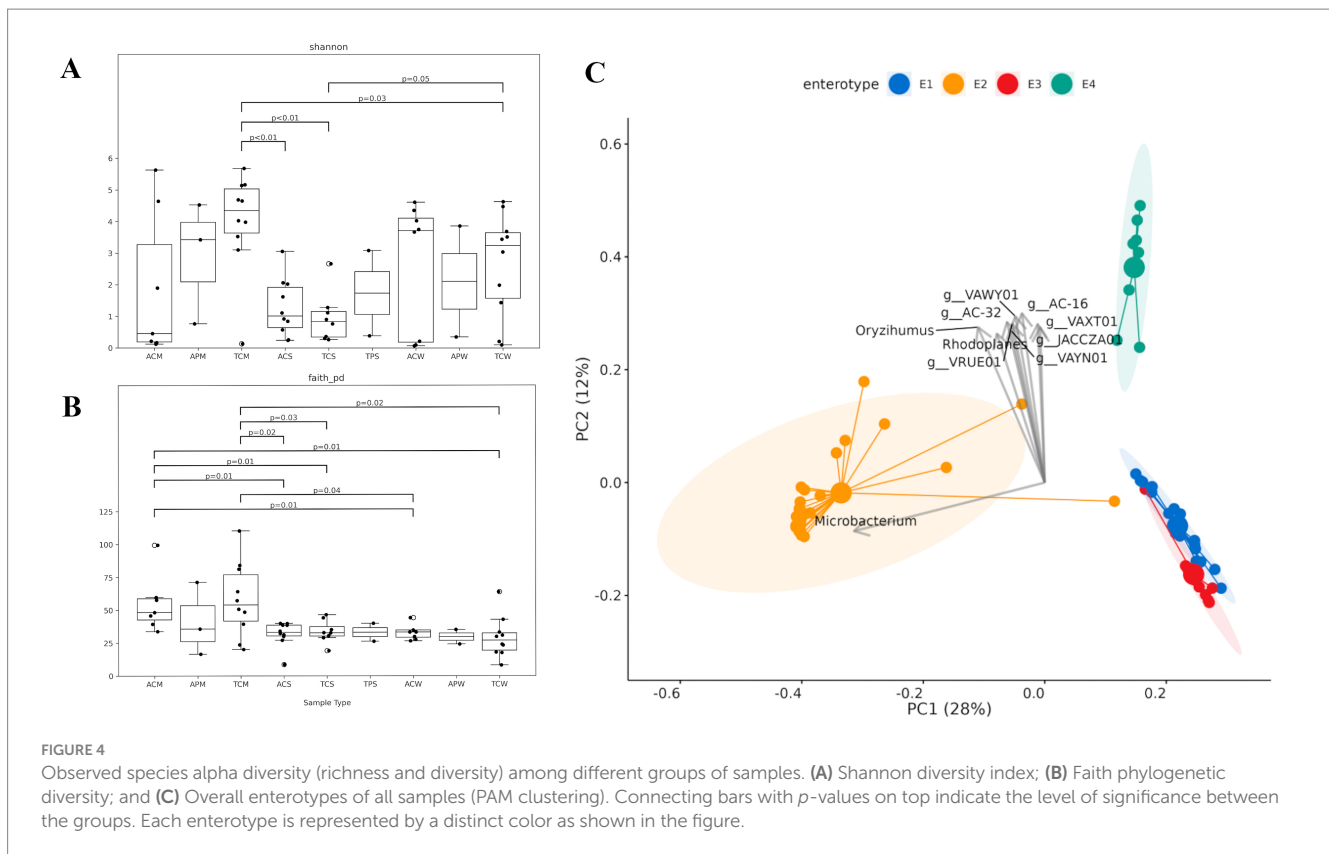 A
shannon
p=0.05
p=0.03
p<0.01
p<0.01
6
5
4
3
2
1
0
ACM APM TCM ACS TCS TPS ACW APW TCW
B
faith_pd
p=0.02
p=0.03
p=0.02
p=0.01
p=0.01
p=0.01
p=0.04
p=0.01
125
100
75
50
25
0
ACM APM TCM ACS TCS TPS ACW APW TCW
Sample Type
C
enterotype E1 E2 E3 E4
PC2 (12%)
0.6
0.4
0.2
0.0
-0.2
g__VAWY01
g__AC-16
g__AC-32
g__VAXT01
Oryzihumus
Rhodoplanes
g__JACCZA01
g__VRUE01
g__VAYN01
Microbacterium
-0.6 -0.4 -0.2 0.0 0.2
PC1 (28%)
FIGURE 4
Observed species alpha diversity (richness and diversity) among different groups of samples. (A) Shannon diversity index; (B) Faith phylogenetic
diversity; and (C) Overall enterotypes of all samples (PAM clustering). Connecting bars with p-values on top indicate the level of significance between
the groups. Each enterotype is represented by a distinct color as shown in the figure.